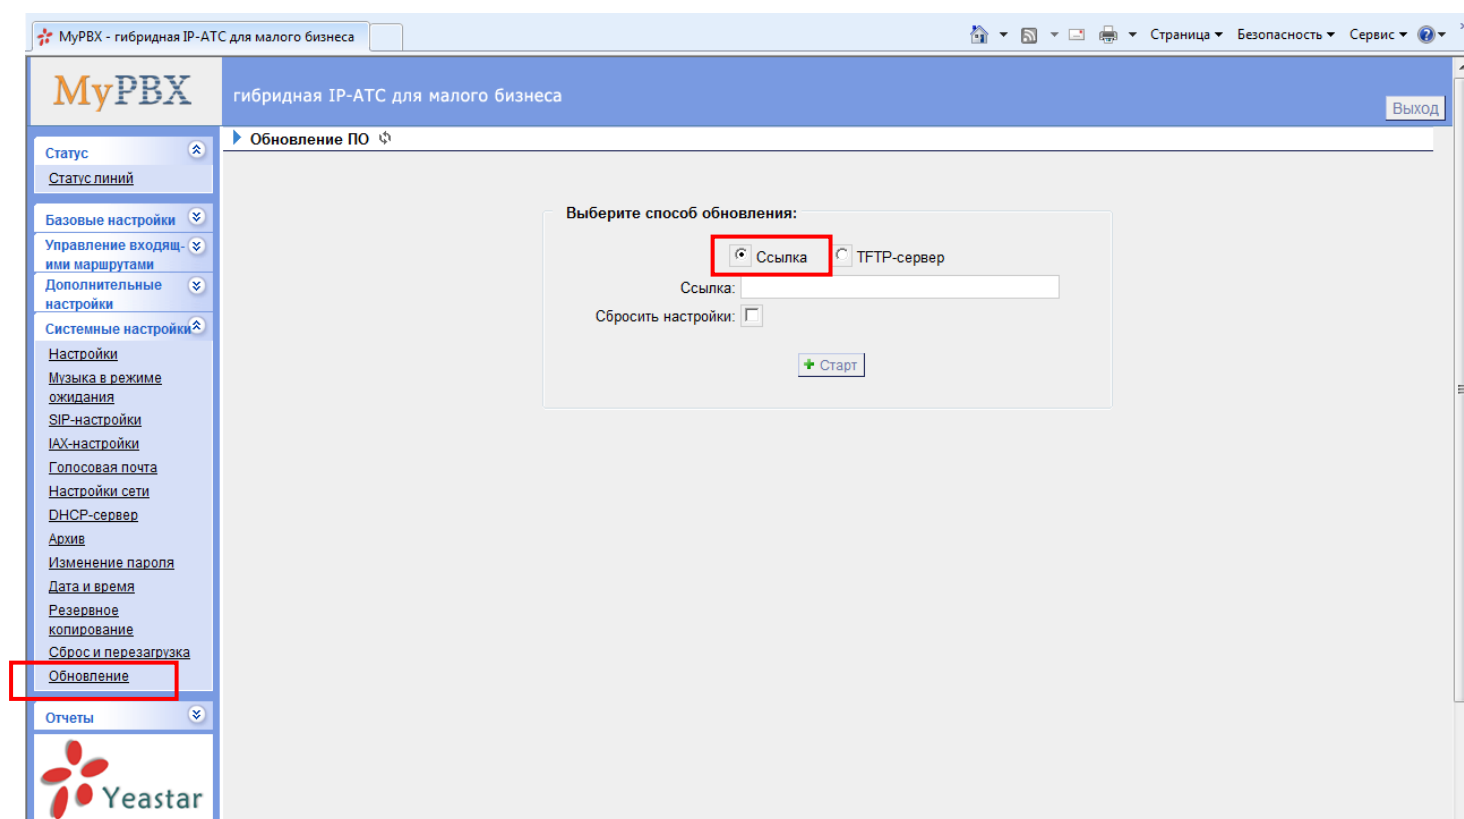 MyPBX - гибридная IP-АТС для малого бизнеса
Страница
Безопасность
Сервис
MyPBX
гибридная IP-АТС для малого бизнеса
Выход
Обновление ПО
Статус
Статус линий
Базовые настройки
Управление входящ-
ими маршрутами
Дополнительные
настройки
Системные настройки
Настройки
Музыка в режиме
ожидания
SIP-настройки
IAX-настройки
Голосовая почта
Настройки сети
DHCP-сервер
Архив
Изменение пароля
Дата и время
Резервное
копирование
Сброс и перезагрузка
Обновление
Отчеты
Yeastar
Выберите способ обновления:
Ссылка
TFTP-сервер
Ссылка:
Сбросить настройки:
Старт